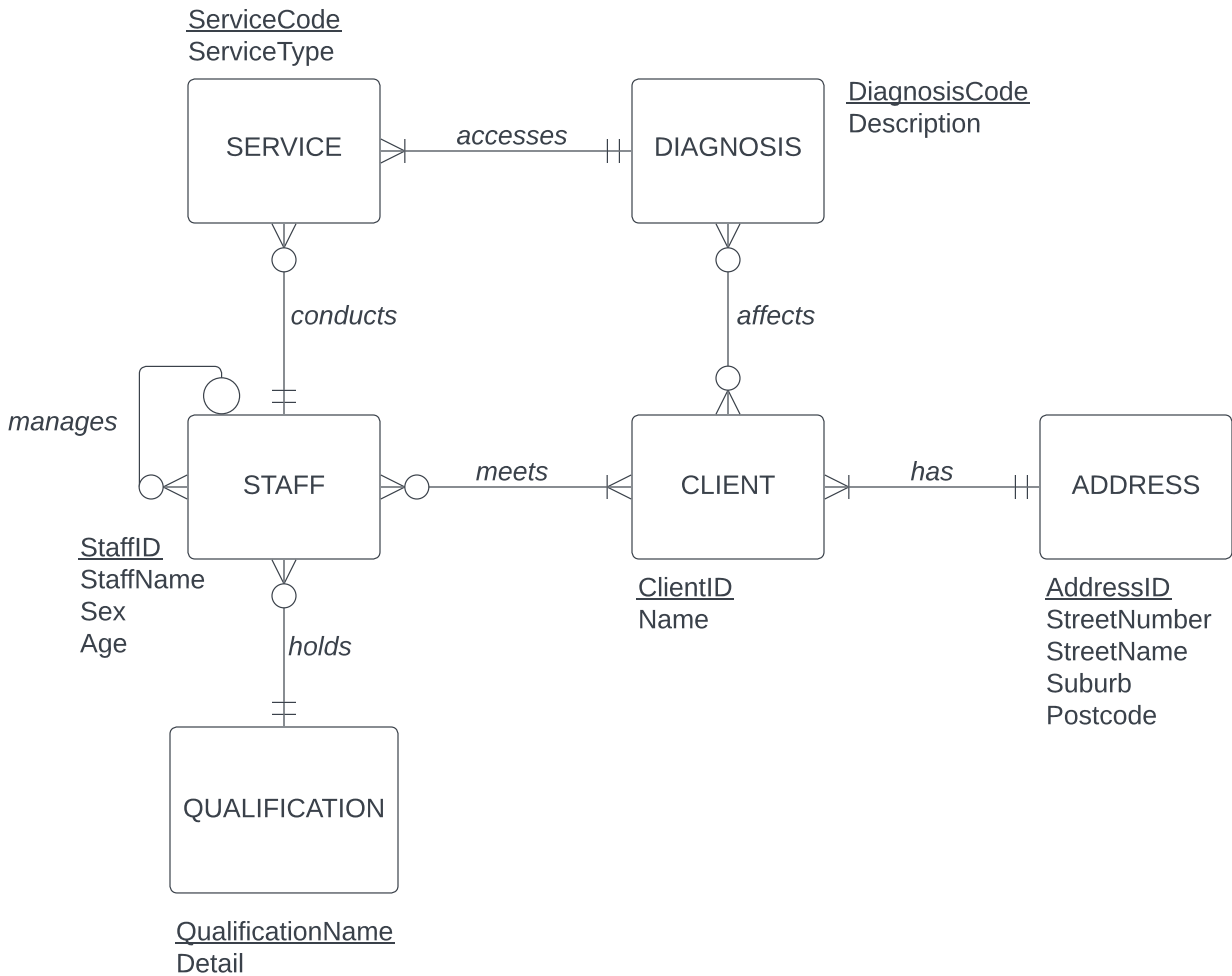 ServiceCode
ServiceType
SERVICE
accesses
DIAGNOSIS
DiagnosisCode
Description
conducts
affects
manages
STAFF
meets
CLIENT
has
ADDRESS
StaffID
StaffName
Sex
Age
ClientID
Name
AddressID
StreetNumber
StreetName
Suburb
Postcode
holds
QUALIFICATION
QualificationName
Detail